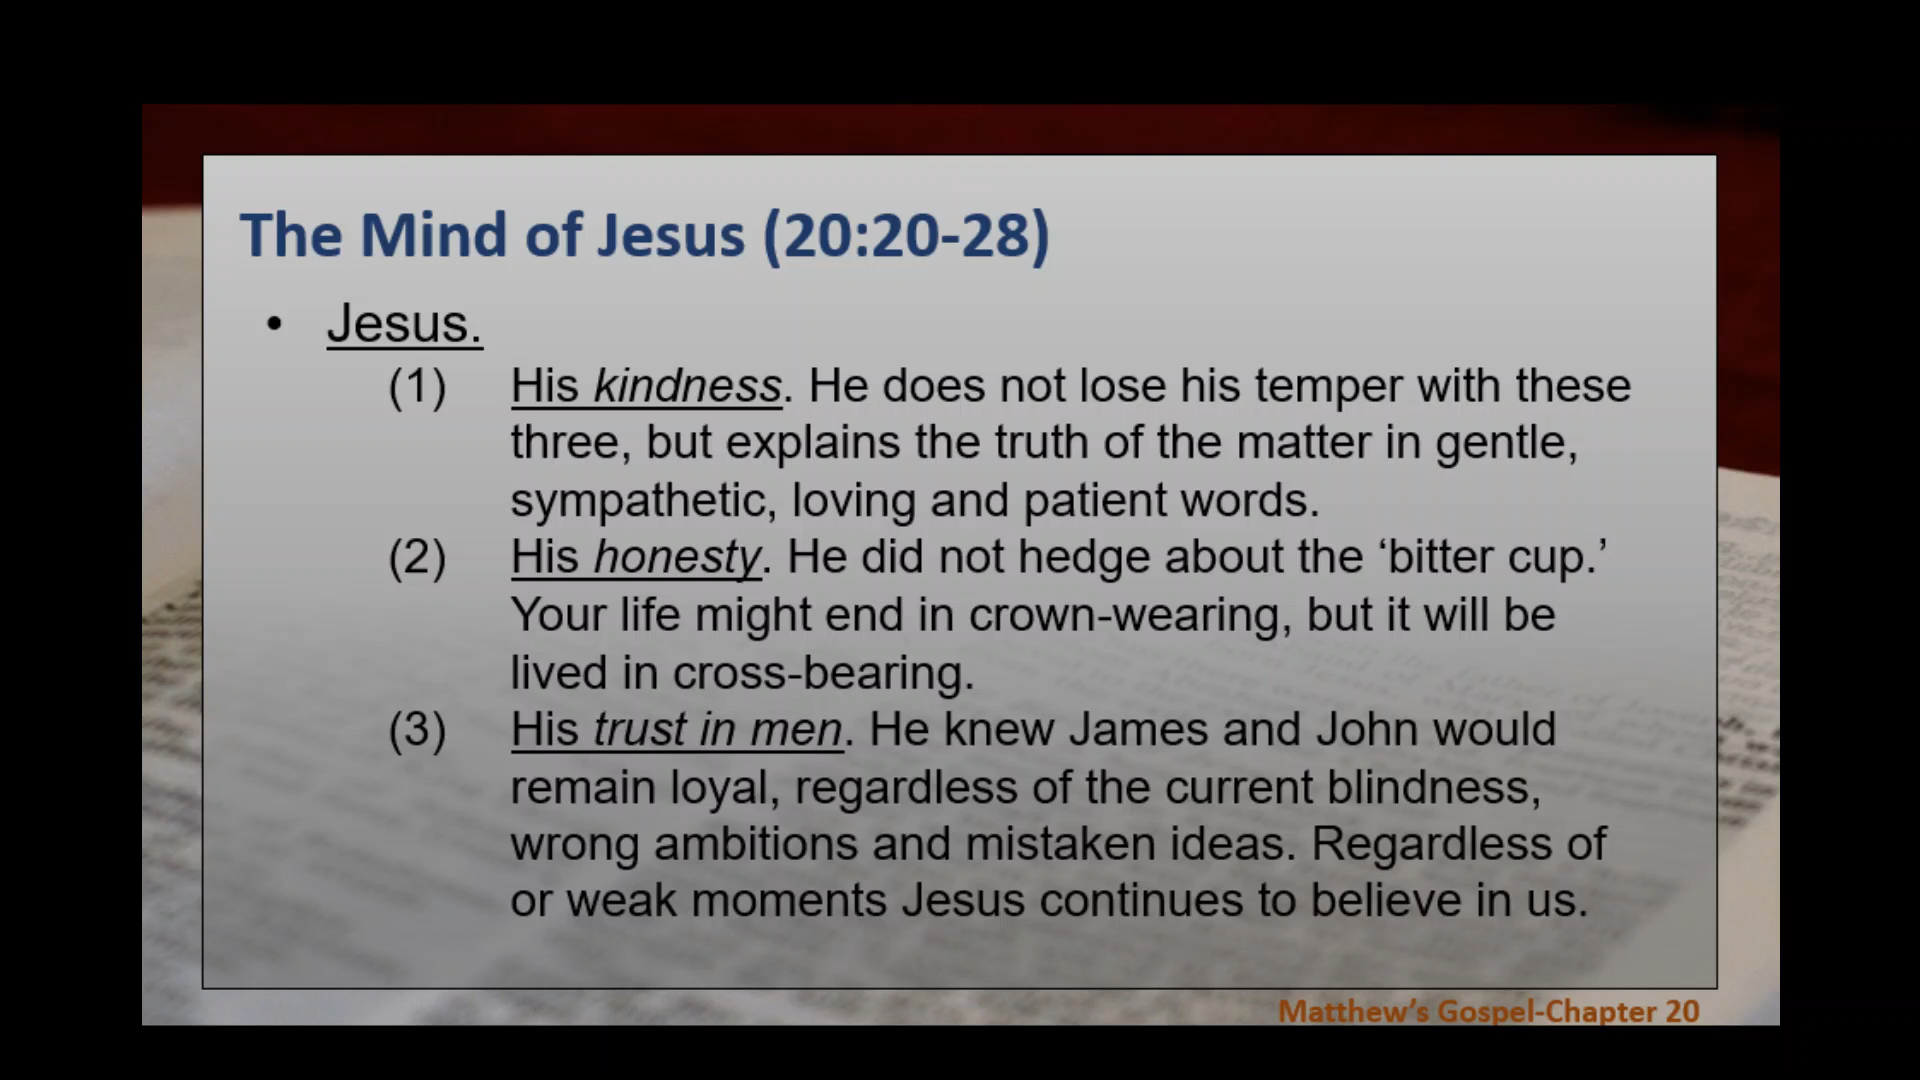 The Mind of Jesus (20:20-28)
• Jesus.
(1) His kindness. He does not lose his temper with these
three, but explains the truth of the matter in gentle,
sympathetic, loving and patient words.
(2) His honesty. He did not hedge about the ‘bitter cup.’
Your life might end in crown-wearing, but it will be
lived in cross-bearing.
(3) His trust in men. He knew James and John would
remain loyal, regardless of the current blindness,
wrong ambitions and mistaken ideas. Regardless of
or weak moments Jesus continues to believe in us.
Matthew’s Gospel-Chapter 20